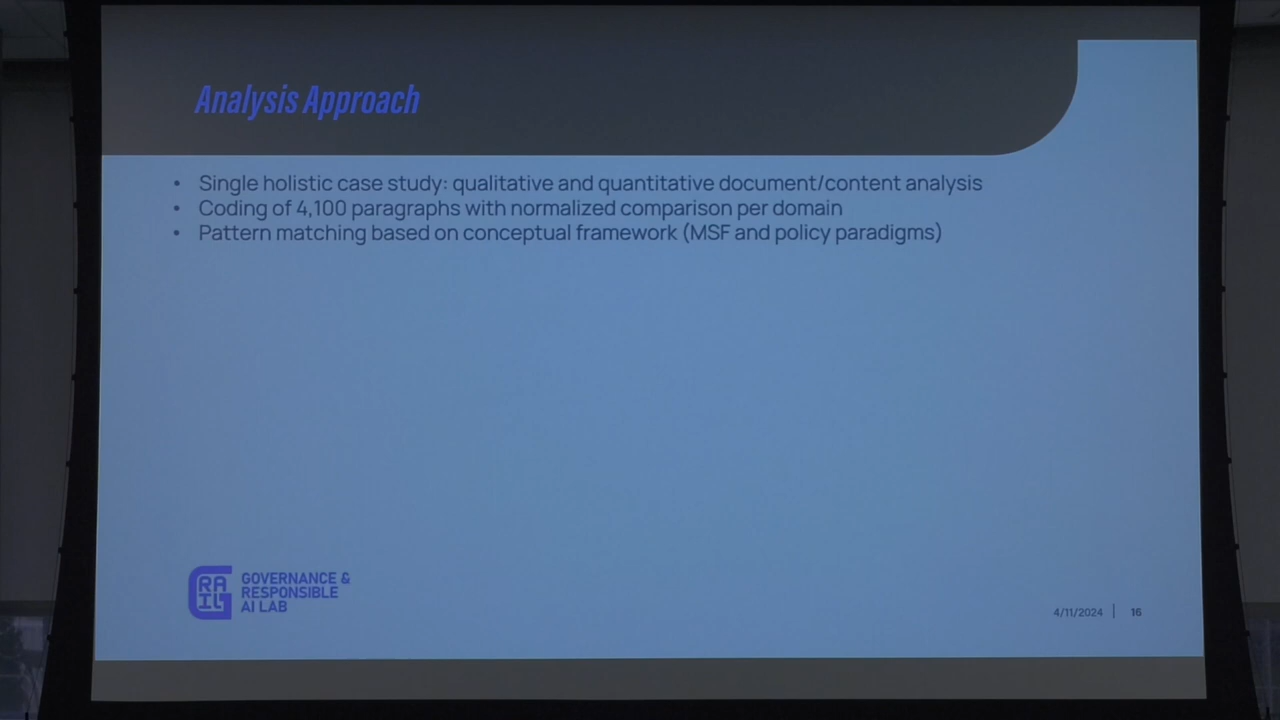 Analysis Approach
• Single holistic case study: qualitative and quantitative document/content analysis
• Coding of 4,100 paragraphs with normalized comparison per domain
• Pattern matching based on conceptual framework (MSF and policy paradigms)
GRAIL
GOVERNANCE &
RESPONSIBLE
AI LAB
4/11/2024 | 16